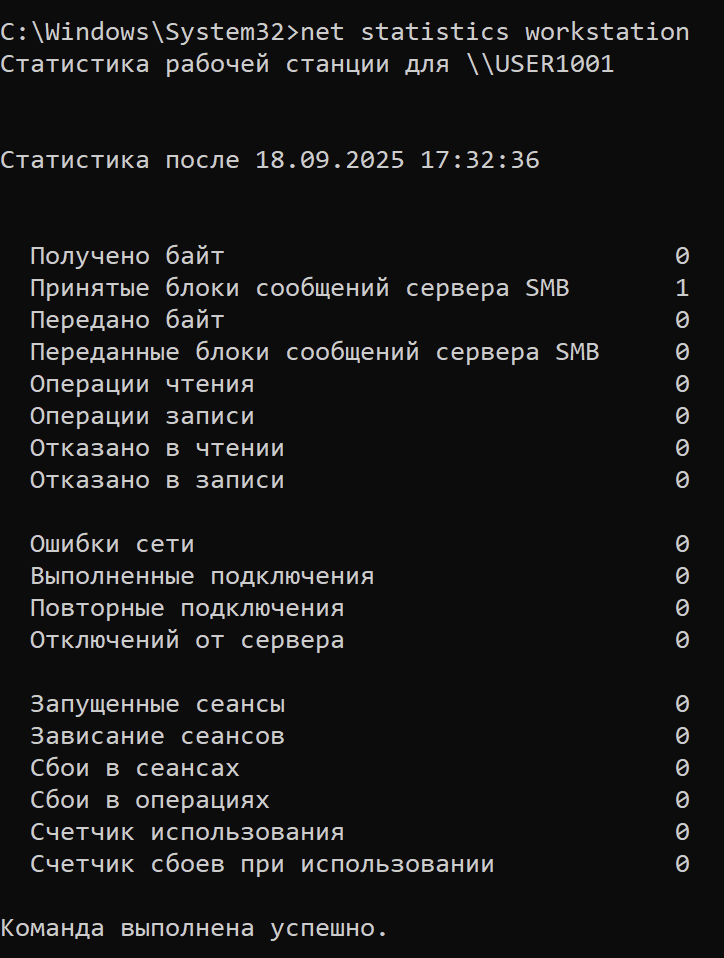 C:\Windows\System32>net statistics workstation
Статистика рабочей станции для \\USER1001
Статистика после 18.09.2025 17:32:36
Получено байт 0
Принятые блоки сообщений сервера SMB 1
Передано байт 0
Переданные блоки сообщений сервера SMB 0
Операции чтения 0
Операции записи 0
Отказано в чтении 0
Отказано в записи 0
Ошибки сети 0
Выполненные подключения 0
Повторные подключения 0
Отключений от сервера 0
Запущенные сеансы 0
Зависание сеансов 0
Сбои в сеансах 0
Сбои в операциях 0
Счетчик использования 0
Счетчик сбоев при использовании 0
Команда выполнена успешно.